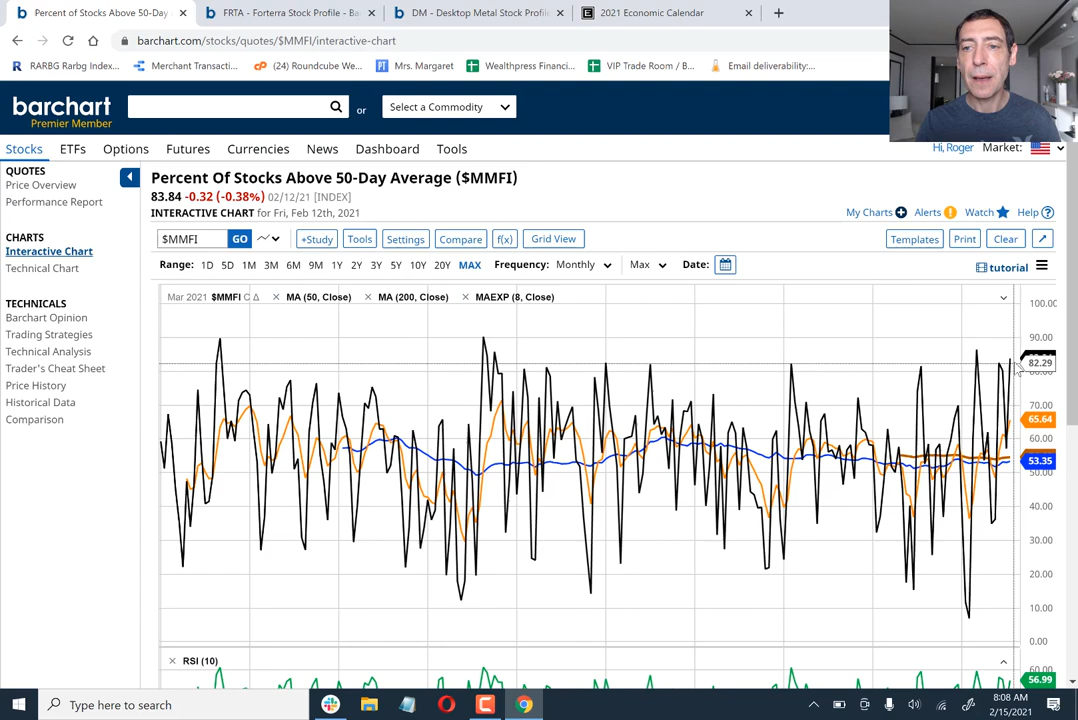 Percent of Stocks Above 50-Day
FRTA - Forterra Stock Profile - Ba
DM - Desktop Metal Stock Profile
2021 Economic Calendar
barchart.com/stocks/quotes/$MMFI/interactive-chart
RARBG Rarbg Index...
Merchant Transacti...
(24) Roundcube We...
Mrs. Margaret
Wealthpress Financi...
VIP Trade Room / B...
Email deliverability:...
barchart
Premier Member
or
Select a Commodity
Stocks
ETFs
Options
Futures
Currencies
News
Dashboard
Tools
Hi, Roger
Market:
QUOTES
Price Overview
Performance Report
CHARTS
Interactive Chart
Technical Chart
TECHNICALS
Barchart Opinion
Trading Strategies
Technical Analysis
Trader's Cheat Sheet
Price History
Historical Data
Comparison
Percent Of Stocks Above 50-Day Average ($MMFI)
83.84 -0.32 (-0.38%) 02/12/21 [INDEX]
INTERACTIVE CHART for Fri, Feb 12th, 2021
My Charts
Alerts
Watch
Help
$MMFI
GO
+Study
Tools
Settings
Compare
f(x)
Grid View
Templates
Print
Clear
Range: 1D 5D 1M 3M 6M 9M 1Y 2Y 3Y 5Y 10Y 20Y MAX
Frequency: Monthly
Max
Date:
tutorial
Mar 2021 $MMFI C Δ
MA (50, Close)
MA (200, Close)
MAEXP (8, Close)
100.00
90.00
82.29
80.00
70.00
65.64
60.00
53.35
50.00
40.00
30.00
20.00
10.00
0.00
RSI (10)
60.00
56.99
Type here to search
8:08 AM
2/15/2021